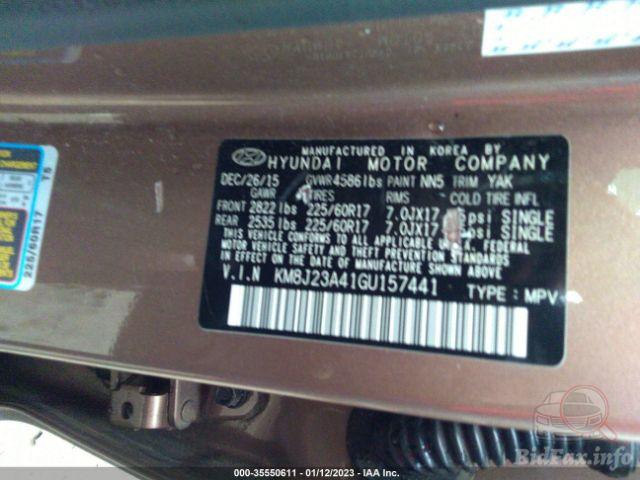 MANUFACTURED IN KOREA BY
HYUNDAI MOTOR COMPANY
DEC/26/15 GVWR 4586lbs PAINT NN5 TRIM YAK
GAWR TIRES RIMS COLD TIRE INFL
FRONT 2822 lbs 225/60R17 7.0JX17 psi SINGLE
REAR 2535 lbs 225/60R17 7.0JX17 psi SINGLE
THIS VEHICLE CONFORMS TO ALL APPLICABLE U.S.A. FEDERAL
MOTOR VEHICLE SAFETY AND THEFT PREVENTION STANDARDS
IN EFFECT ON THE DATE OF MANUFACTURE SHOWN ABOVE.
V.I.N KM8J23A41GU157441 TYPE : MPV
225/60R17 T5
BidFax.info
000-35550611 - 01/12/2023 - IAA Inc.